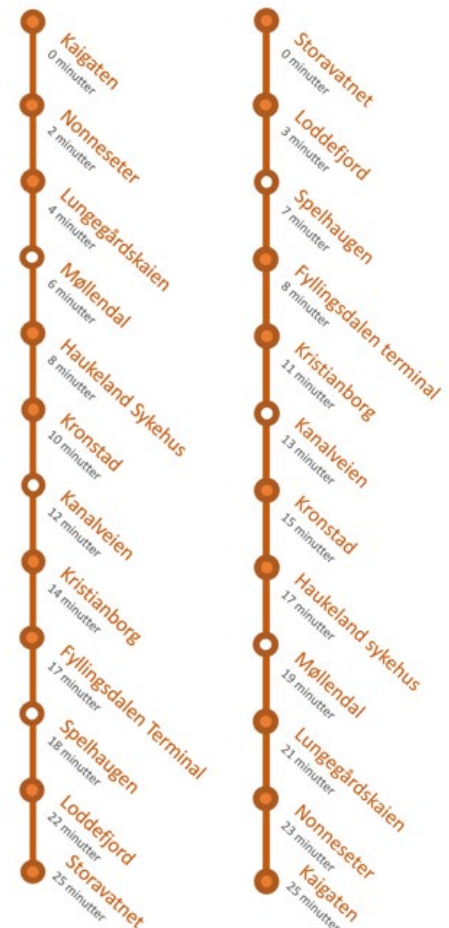 Kaigaten
0 minutter
Nonneseter
2 minutter
Lungegårdskaien
4 minutter
Møllendal
6 minutter
Haukeland Sykehus
8 minutter
Kronstad
10 minutter
Kanalveien
12 minutter
Kristianborg
14 minutter
Fyllingsdalen Terminal
17 minutter
Spelhaugen
18 minutter
Loddefjord
22 minutter
Storavatnet
25 minutter
Storavatnet
0 minutter
Loddefjord
3 minutter
Spelhaugen
7 minutter
Fyllingsdalen terminal
8 minutter
Kristianborg
11 minutter
Kanalveien
13 minutter
Kronstad
15 minutter
Haukeland sykehus
17 minutter
Møllendal
19 minutter
Lungegårdskaien
21 minutter
Nonneseter
23 minutter
Kaigaten
25 minutter